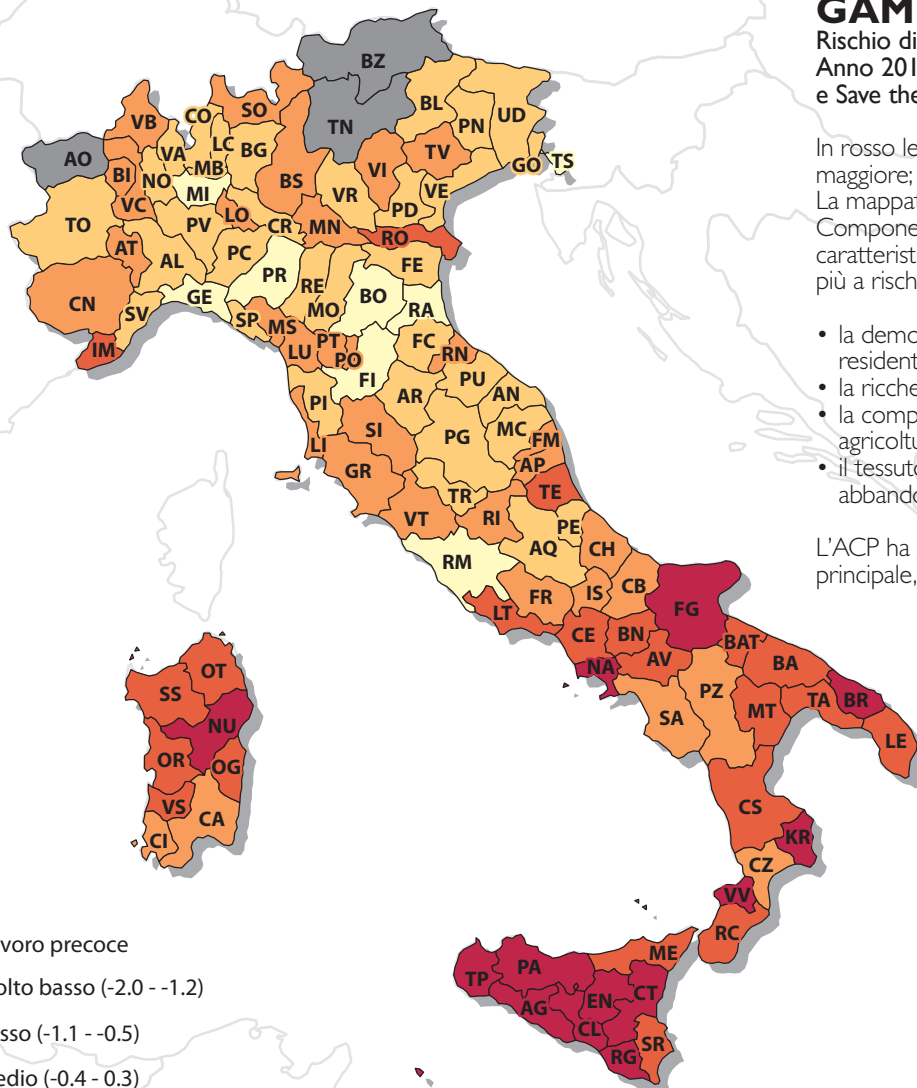 GAM
Rischio di
Anno 201
e Save the
In rosso le
maggiore;
La mappat
Compone
caratterist
più a risch
• la demo
resident
• la ricche
• la comp
agricoltu
• il tessuto
abbando
L'ACP ha
principale,
BZ
TN
AO
VB
CO
SO
BL
PN
UD
VA
LC
BG
MB
TV
GO
TS
BI
NO
MI
VI
VE
VC
BS
VR
PD
TO
PV
LO
CR
MN
RO
AT
AL
PC
FE
CN
GE
PR
RE
MO
BO
RA
SV
SP
MS
IM
LU
PT
PO
FC
RN
FI
PU
PI
AR
AN
LI
SI
PG
MC
FM
GR
AP
TE
TR
VT
RI
PE
AQ
CH
RM
FR
IS
CB
FG
LT
CE
BN
BAT
NA
AV
BA
SA
PZ
MT
TA
BR
LE
OT
SS
NU
OR
OG
VS
CA
CI
CS
KR
CZ
VV
RC
ME
TP
PA
EN
CT
AG
CL
SR
RG
voro precoce
olto basso (-2.0 - -1.2)
sso (-1.1 - -0.5)
edio (-0.4 - 0.3)